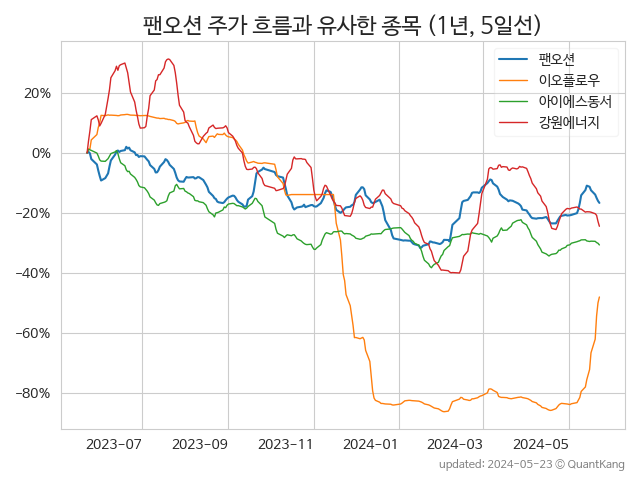 팬오션 주가 흐름과 유사한 종목 (1년, 5일선)
팬오션
이오플로우
아이에스동서
강원에너지
20%
0%
−20%
−40%
−60%
−80%
2023−07
2023−09
2023−11
2024−01
2024−03
2024−05
updated: 2024-05-23 ⓒ QuantKang